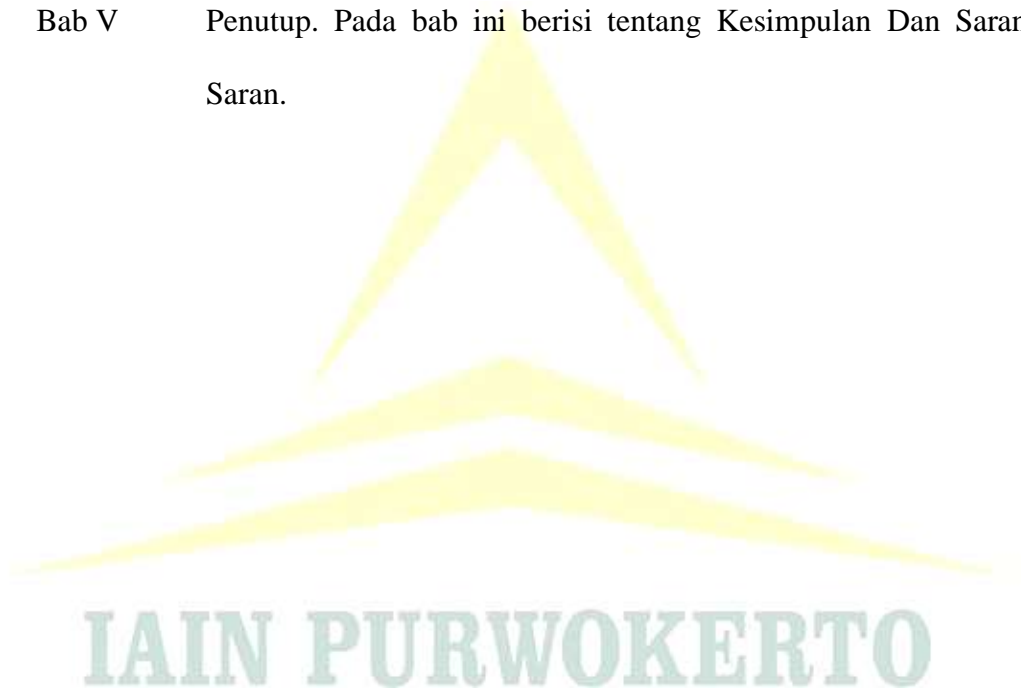 Bab V Penutup. Pada bab ini berisi tentang Kesimpulan Dan Saran
Saran.
IAIN PURWOKERTO